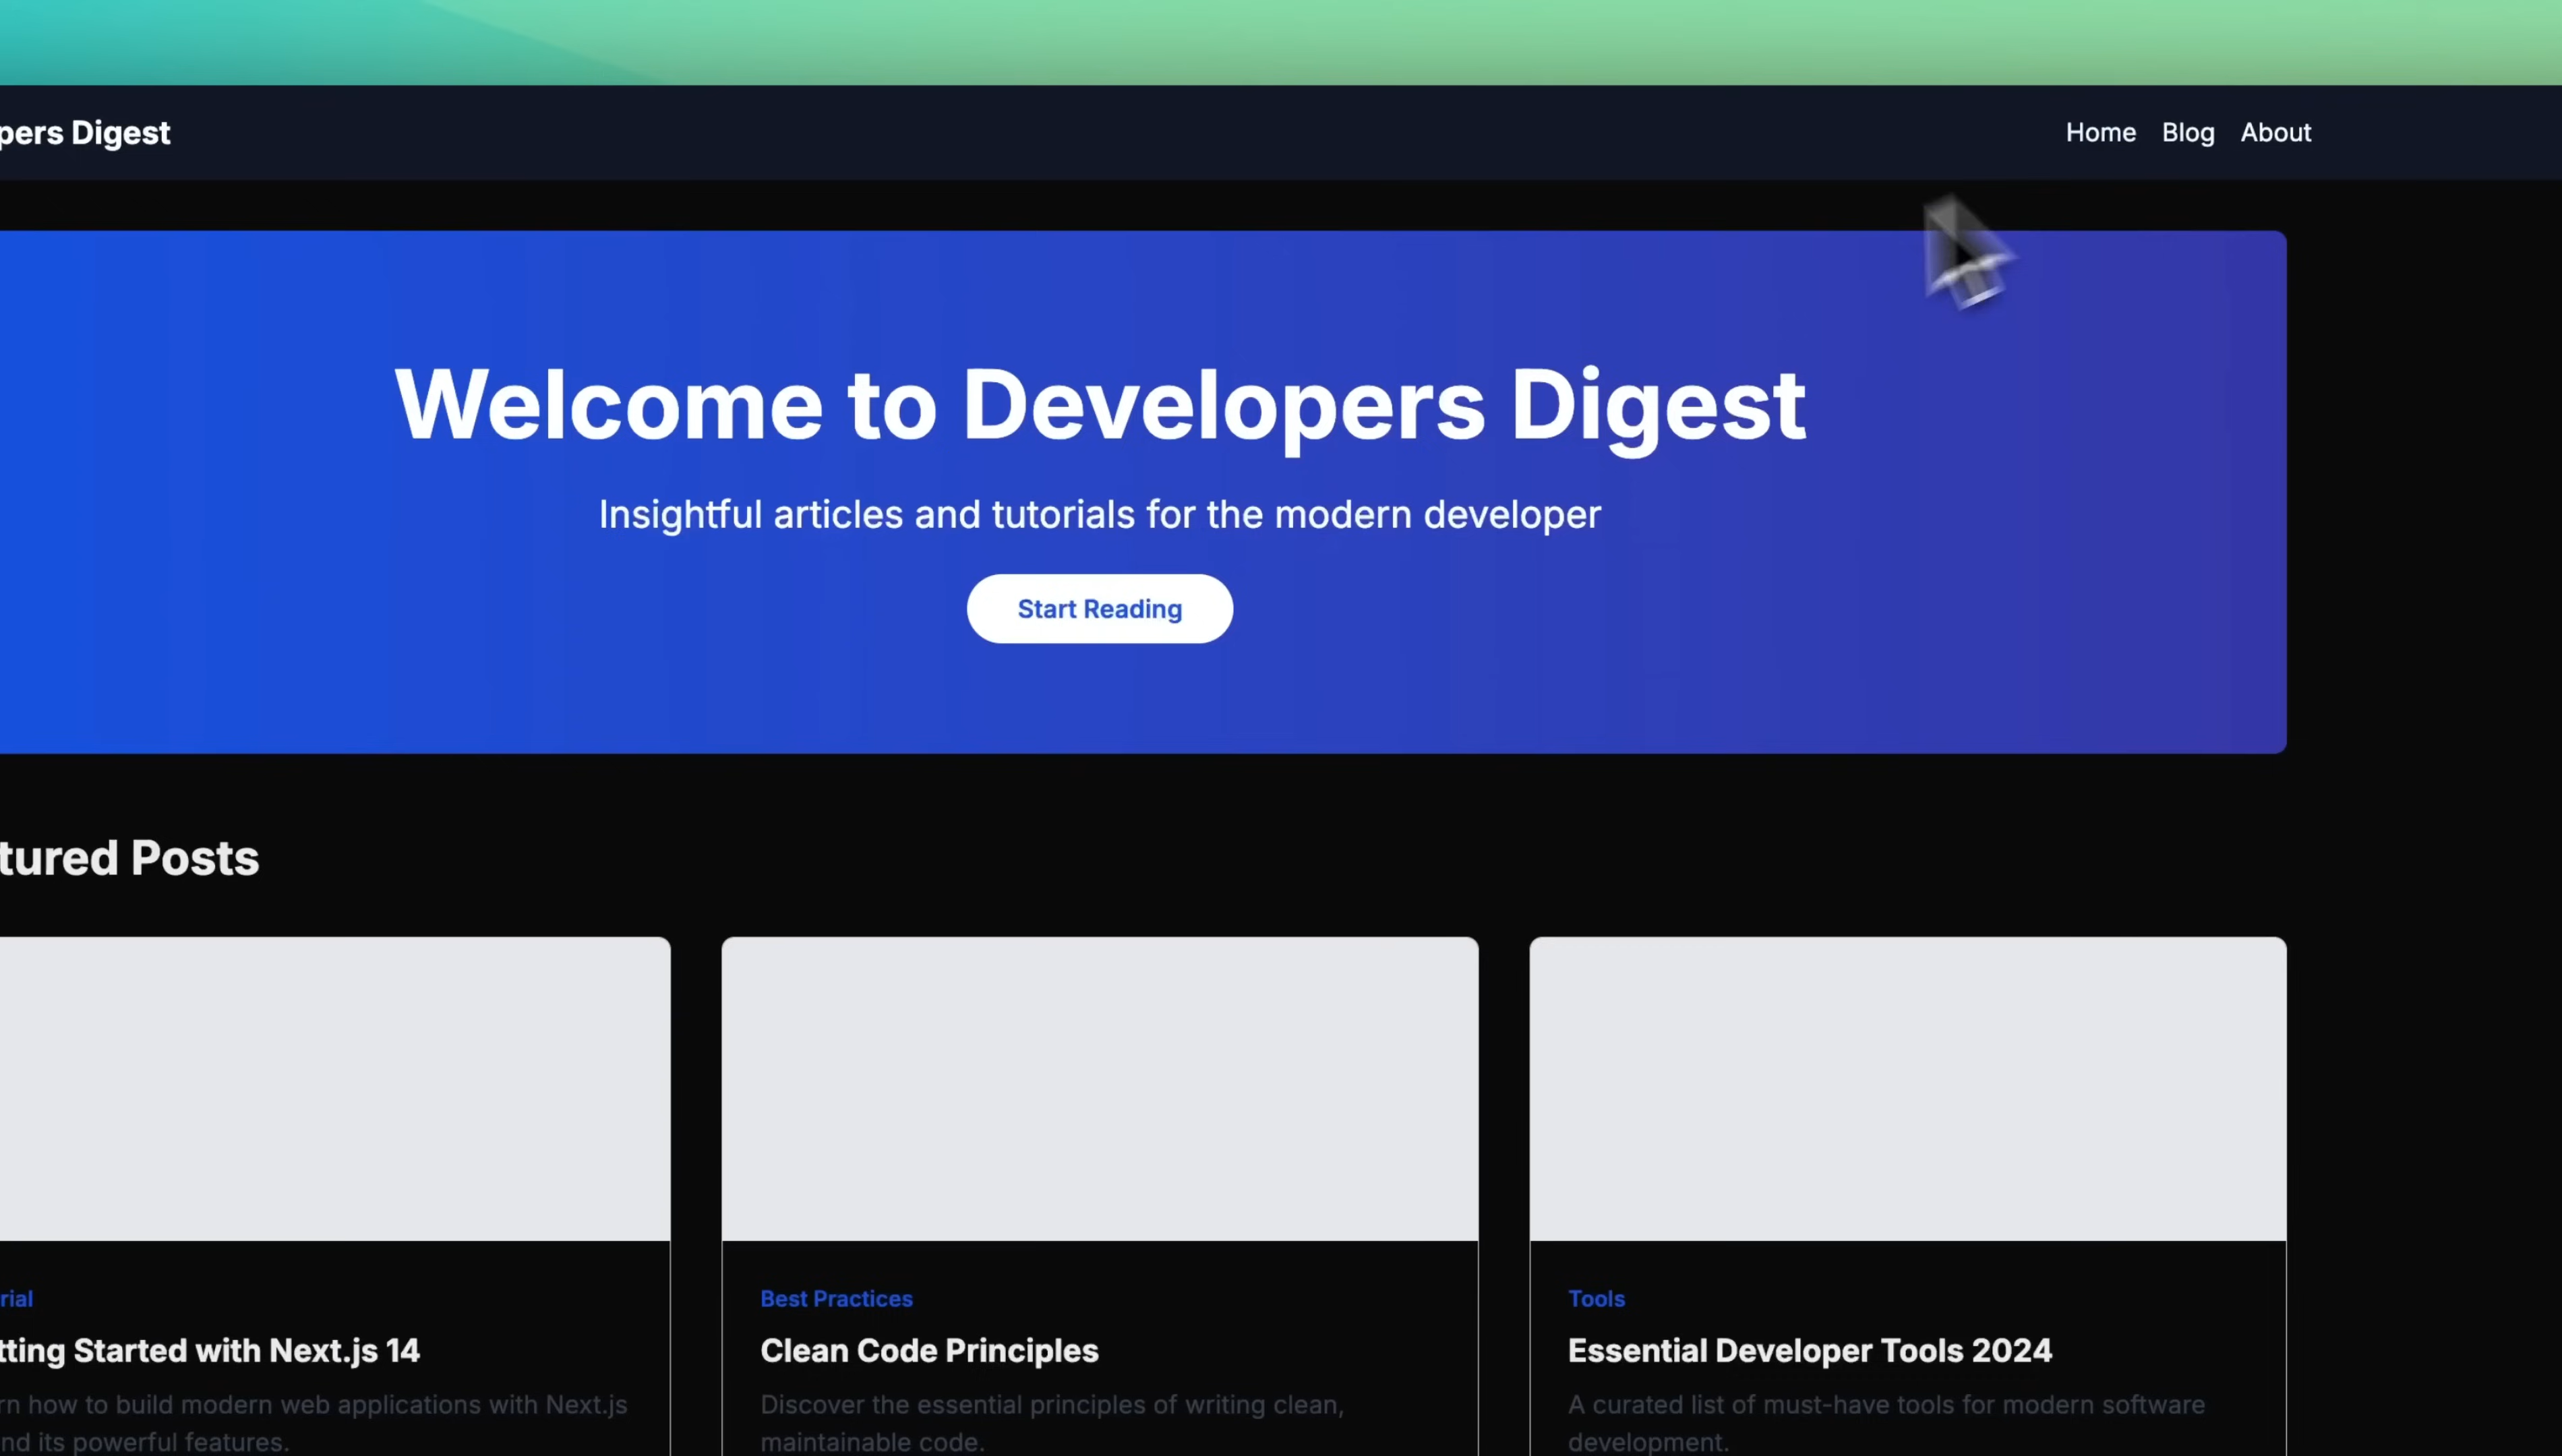 pers Digest
Home Blog About
Welcome to Developers Digest
Insightful articles and tutorials for the modern developer
Start Reading
tured Posts
rial
tting Started with Next.js 14
rn how to build modern web applications with Next.js
nd its powerful features.
Best Practices
Clean Code Principles
Discover the essential principles of writing clean,
maintainable code.
Tools
Essential Developer Tools 2024
A curated list of must-have tools for modern software
development.